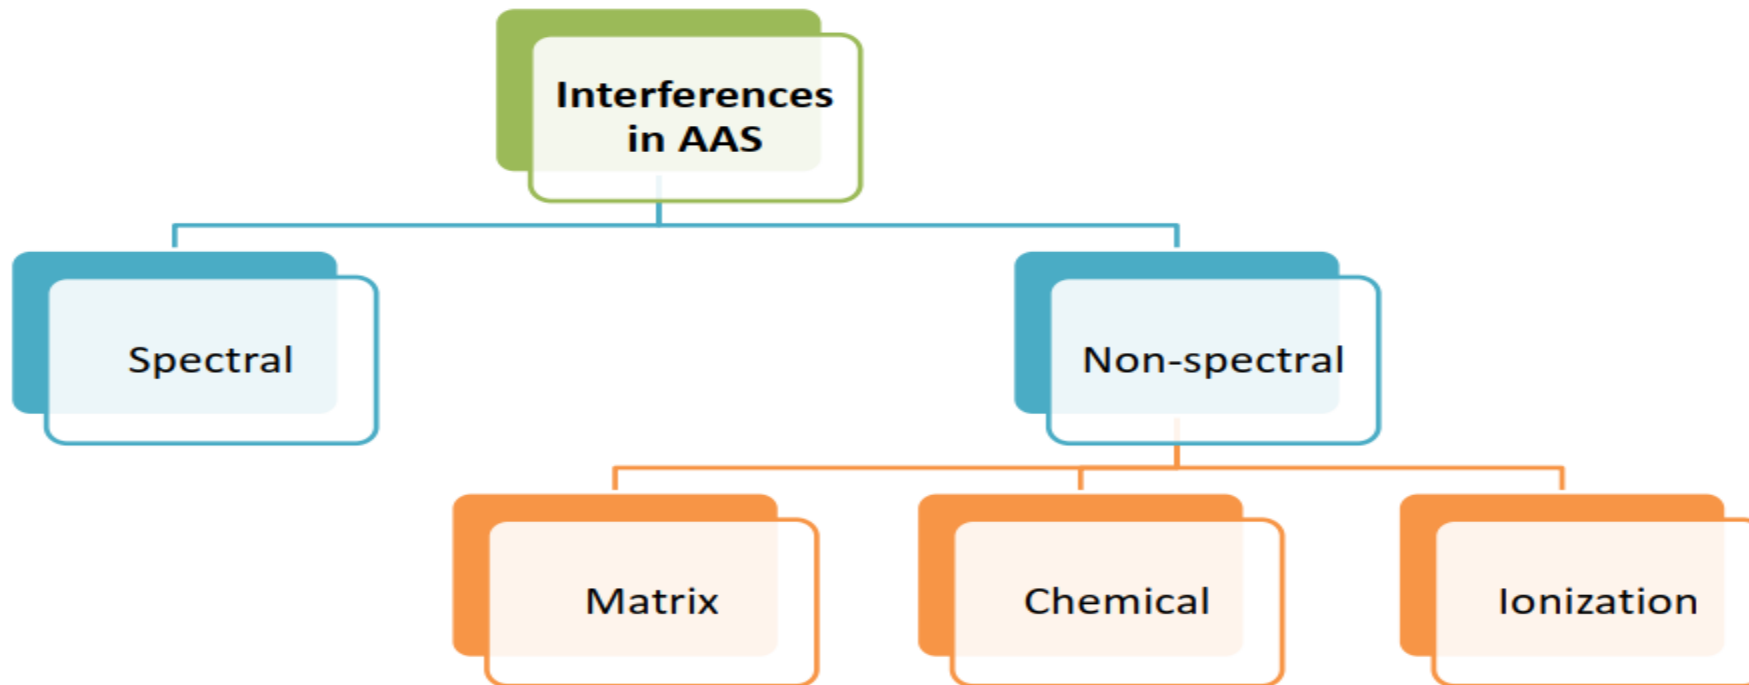 Interferences
in AAS
Spectral
Non-spectral
Matrix
Chemical
Ionization